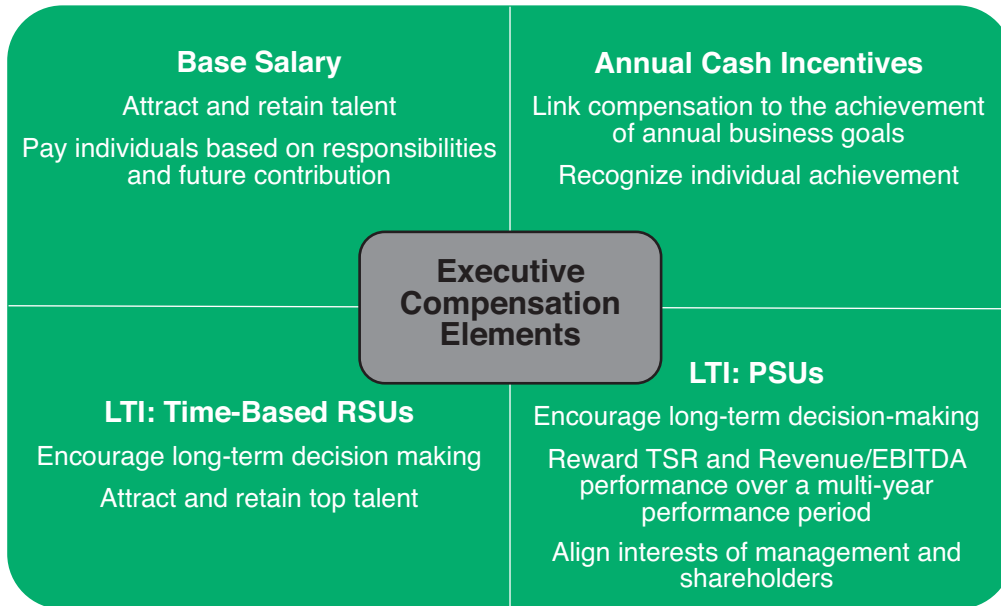 Base Salary
Attract and retain talent
Pay individuals based on responsibilities
and future contribution
Annual Cash Incentives
Link compensation to the achievement
of annual business goals
Recognize individual achievement
Executive
Compensation
Elements
LTI: Time-Based RSUs
Encourage long-term decision making
Attract and retain top talent
LTI: PSUs
Encourage long-term decision-making
Reward TSR and Revenue/EBITDA
performance over a multi-year
performance period
Align interests of management and
shareholders